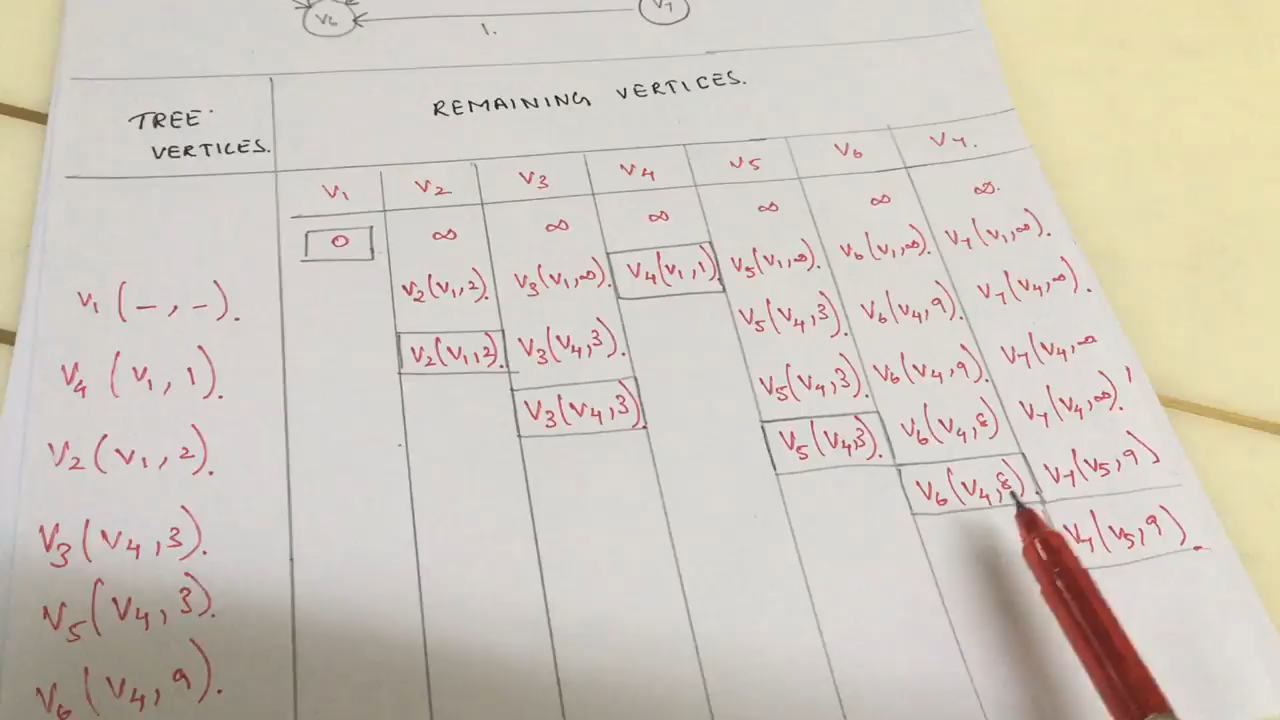 V6 V7
1.
TREE REMAINING VERTICES.
VERTICES.
V1 V2 V3 V4 V5 V6 V7.
0 ∞ ∞ ∞ ∞ ∞ ∞.
V1 (-, -). V2(V1,2). V3(V1,∞). V4(V1,1). V5(V1,∞). V6(V1,∞). V7(V1,∞).
V4 (V1, 1). V2(V1,2). V3(V4,3). V5(V4,3). V6(V4,9). V7(V4,∞).
V2(V1,2). V3(V4,3) V5(V4,3). V6(V4,9). V7(V4,∞
V3(V4,3). V5(V4,3). V6(V4,8) V7(V4,∞).
V5(V4,3). V6(V4,8). V7(V5,9)
V6(V4,9). V7(V5,9).